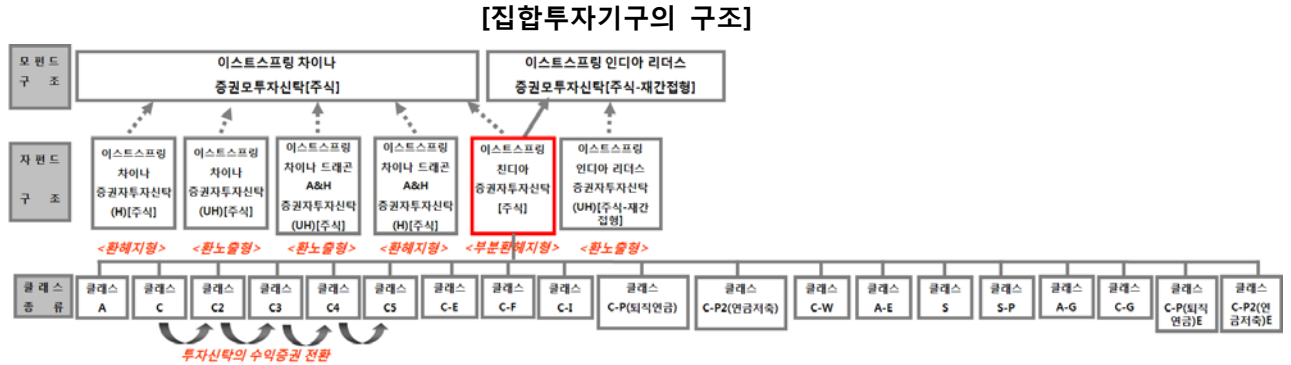 [집합투자기구의 구조]
모 펀 드
구 조
이스트스프링 차이나
증권모투자신탁[주식]
이스트스프링 인디아 리더스
증권모투자신탁[주식-재간접형]
자 펀 드
구 조
이스트스프링
차이나
증권자투자신탁
(H)[주식]
이스트스프링
차이나
증권자투자신탁
(UH)[주식]
이스트스프링
차이나 드래곤
A&H
증권자투자신탁
(UH)[주식]
이스트스프링
차이나 드래곤
A&H
증권자투자신탁
(H)[주식]
이스트스프링
친디아
증권자투자신탁
[주식]
이스트스프링
인디아 리더스
증권자투자신탁
(UH)[주식-재간
접형]
<환헤지형>
<환노출형>
<환노출형>
<환헤지형>
<부분환헤지형>
<환노출형>
클 래 스
종 류
클래스
A
클래스
C
클래스
C2
클래스
C3
클래스
C4
클래스
C5
클래스
C-E
클래스
C-F
클래스
C-I
클래스
C-P(퇴직연금)
클래스
C-P2(연금저축)
클래스
C-W
클래스
A-E
클래스
S
클래스
S-P
클래스
A-G
클래스
C-G
클래스
C-P(퇴직
연금)E
클래스
C-P2(연
금저축)E
투자신탁의 수익증권 전환